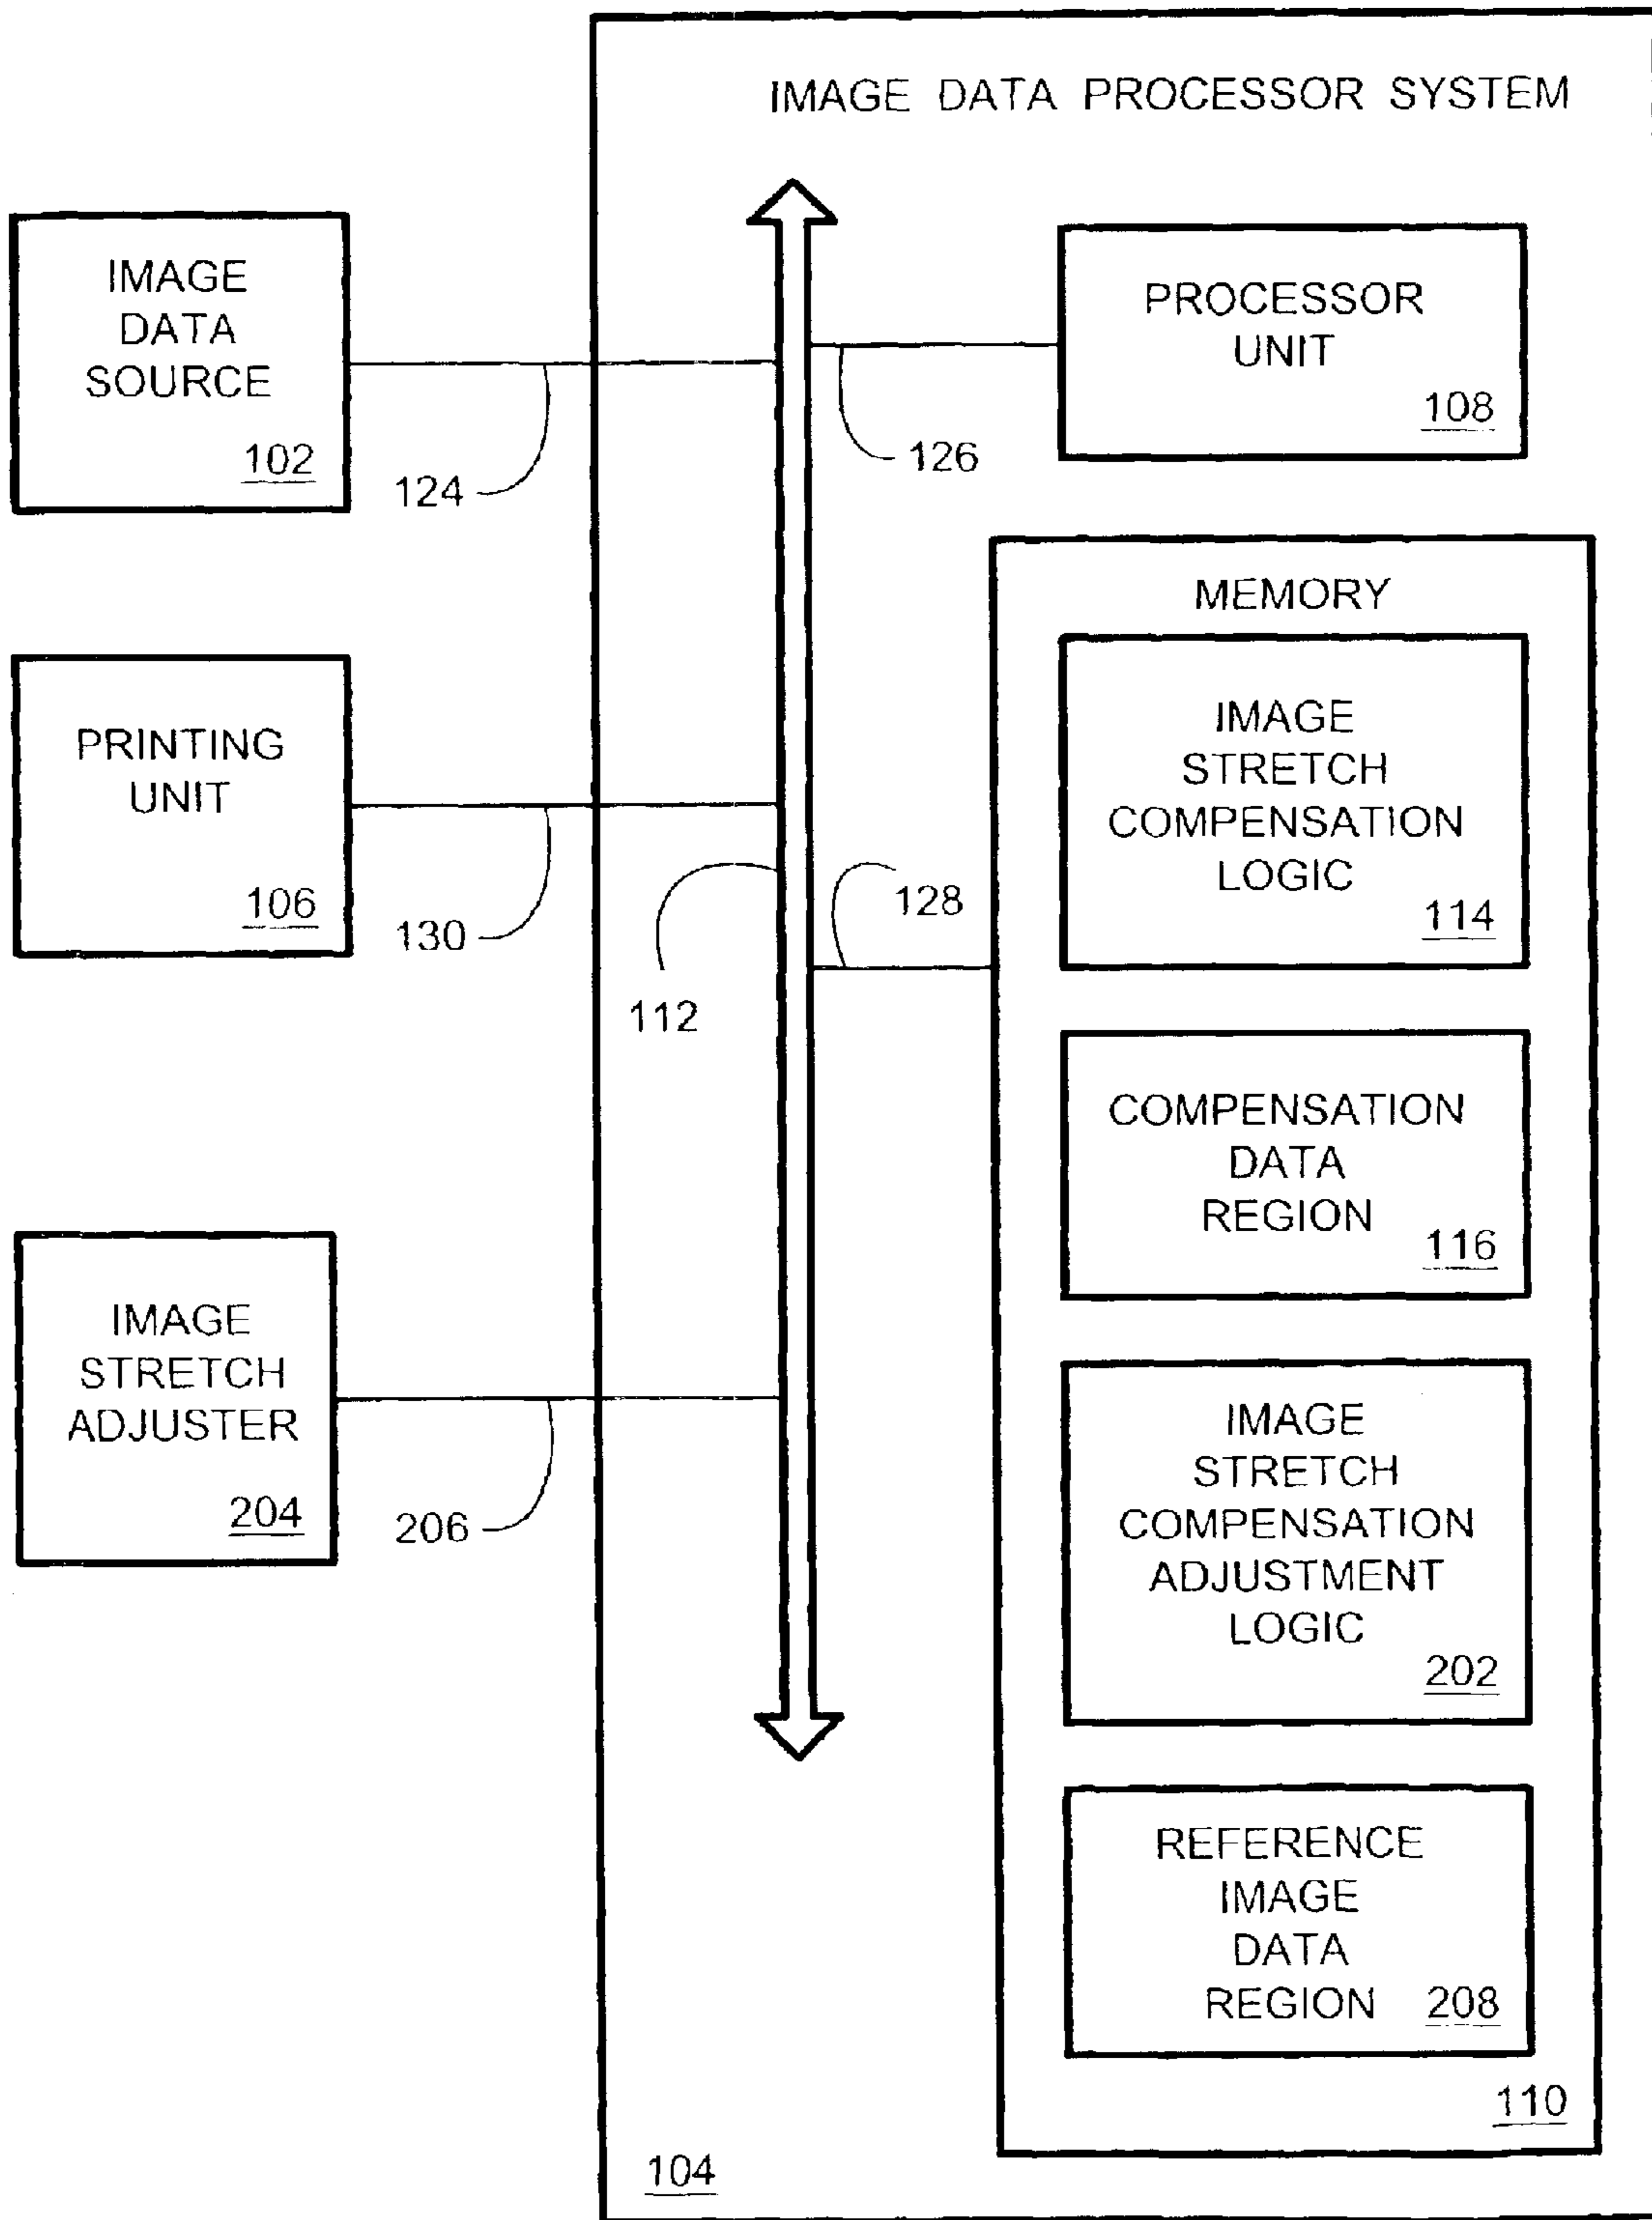 IMAGE DATA PROCESSOR SYSTEM
IMAGE
DATA
SOURCE
102
124
PROCESSOR
UNIT
108
126
PRINTING
UNIT
106
130
112
128
MEMORY
IMAGE
STRETCH
COMPENSATION
LOGIC
114
COMPENSATION
DATA
REGION
116
IMAGE
STRETCH
ADJUSTER
204
206
IMAGE
STRETCH
COMPENSATION
ADJUSTMENT
LOGIC
202
REFERENCE
IMAGE
DATA
REGION 208
110
104